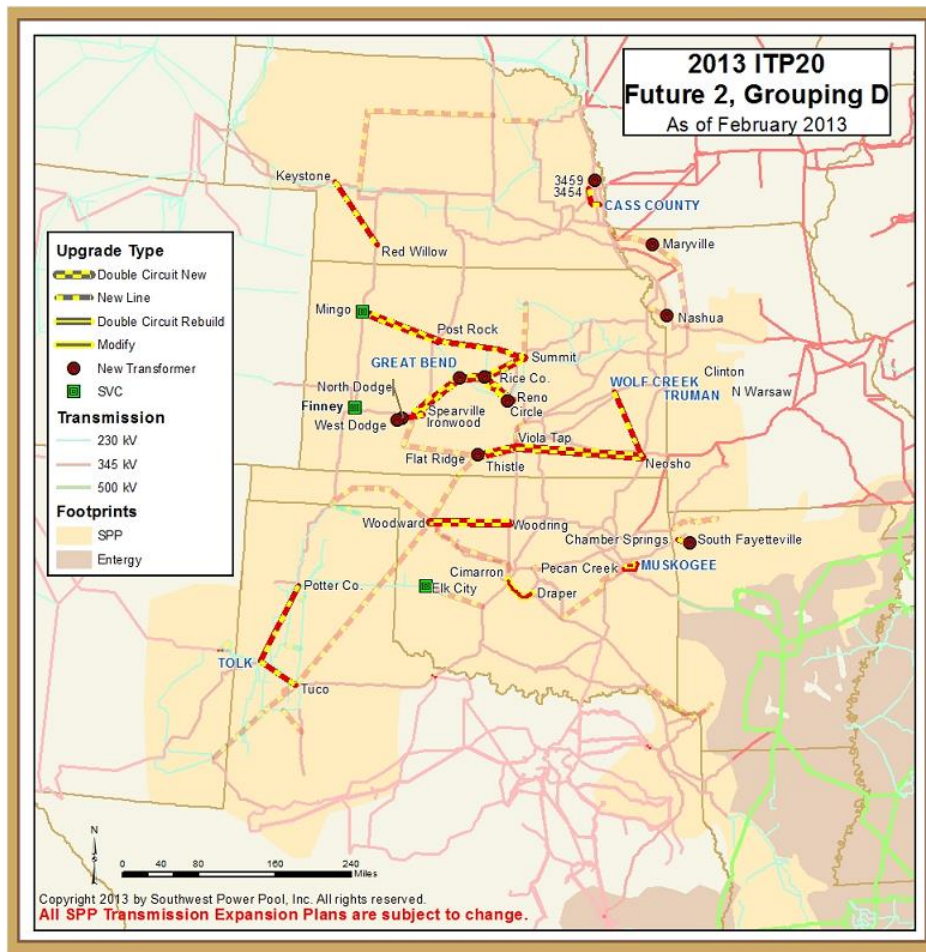 2013 ITP20
Future 2, Grouping D
As of February 2013
Keystone
3459
3454
CASS COUNTY
Red Willow
Maryville
Upgrade Type
Double Circuit New
New Line
Double Circuit Rebuild
Modify
New Transformer
SVC
Transmission
230 kV
345 kV
500 kV
Footprints
SPP
Entergy
Mingo
Nashua
Post Rock
Summit
GREAT BEND
Rice Co.
North Dodge
Reno
Circle
Finney
Spearville
Ironwood
West Dodge
WOLF CREEK
TRUMAN
Clinton
N Warsaw
Viola Tap
Flat Ridge
Thistle
Neosho
Woodward
Woodring
Chamber Springs
South Fayetteville
Cimarron
Pecan Creek
MUSKOGEE
Potter Co.
Elk City
Draper
TOLK
Tuco
N
0 40 80 160 240
Miles
Copyright 2013 by Southwest Power Pool, Inc. All rights reserved.
All SPP Transmission Expansion Plans are subject to change.